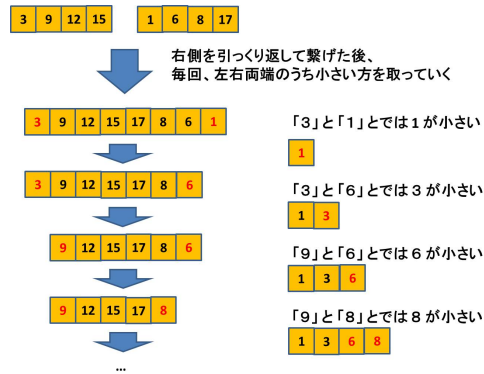 3 9 12 15 1 6 8 17
右側を引っくり返して繋げた後、
毎回、左右両端のうち小さい方を取っていく
3 9 12 15 17 8 6 1
「３」と「１」とでは１が小さい
1
3 9 12 15 17 8 6
「３」と「６」とでは３が小さい
1 3
9 12 15 17 8 6
「９」と「６」とでは６が小さい
1 3 6
9 12 15 17 8
「９」と「８」とでは８が小さい
1 3 6 8
…